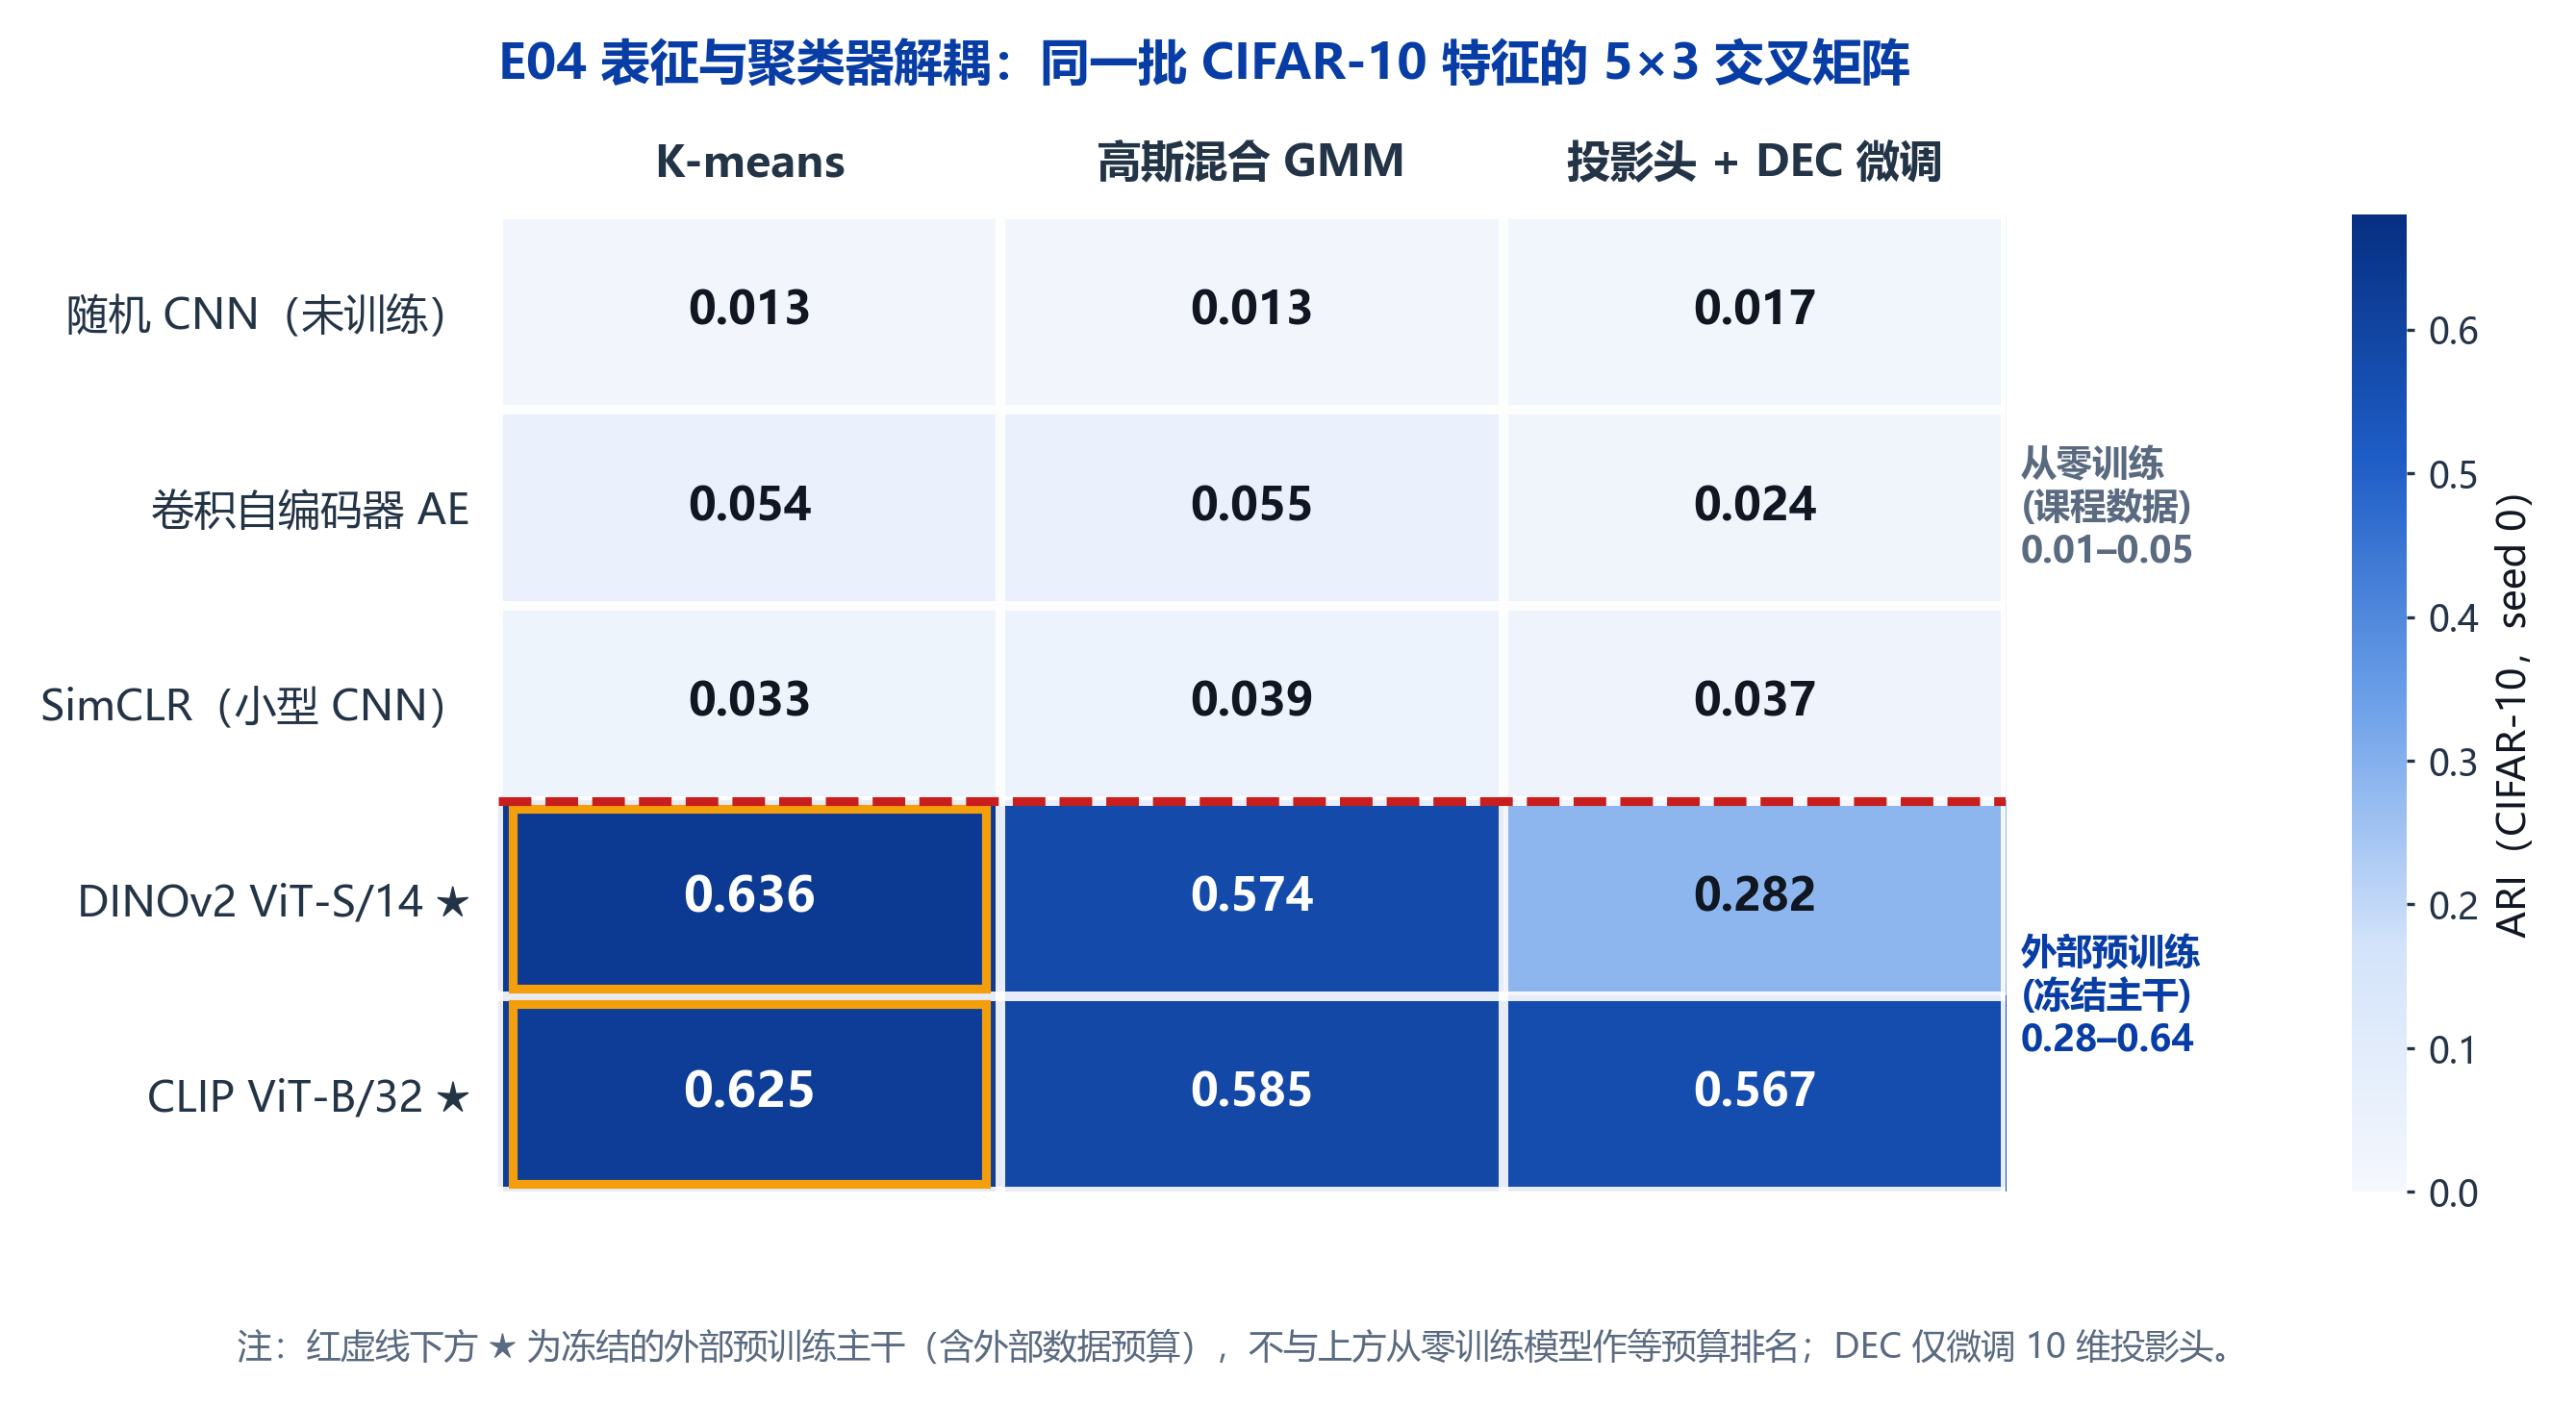 E04 表征与聚类器解耦：同一批 CIFAR-10 特征的 5×3 交叉矩阵
K-means 高斯混合 GMM 投影头 + DEC 微调
随机 CNN（未训练） 0.013 0.013 0.017
卷积自编码器 AE 0.054 0.055 0.024
从零训练
(课程数据)
0.01–0.05
SimCLR（小型 CNN） 0.033 0.039 0.037
DINOv2 ViT-S/14 ★ 0.636 0.574 0.282
外部预训练
(冻结主干)
0.28–0.64
CLIP ViT-B/32 ★ 0.625 0.585 0.567
0.6
0.5
0.4
0.3
0.2
0.1
0.0
ARI（CIFAR-10，seed 0）
注：红虚线下方 ★ 为冻结的外部预训练主干（含外部数据预算），不与上方从零训练模型作等预算排名；DEC 仅微调 10 维投影头。